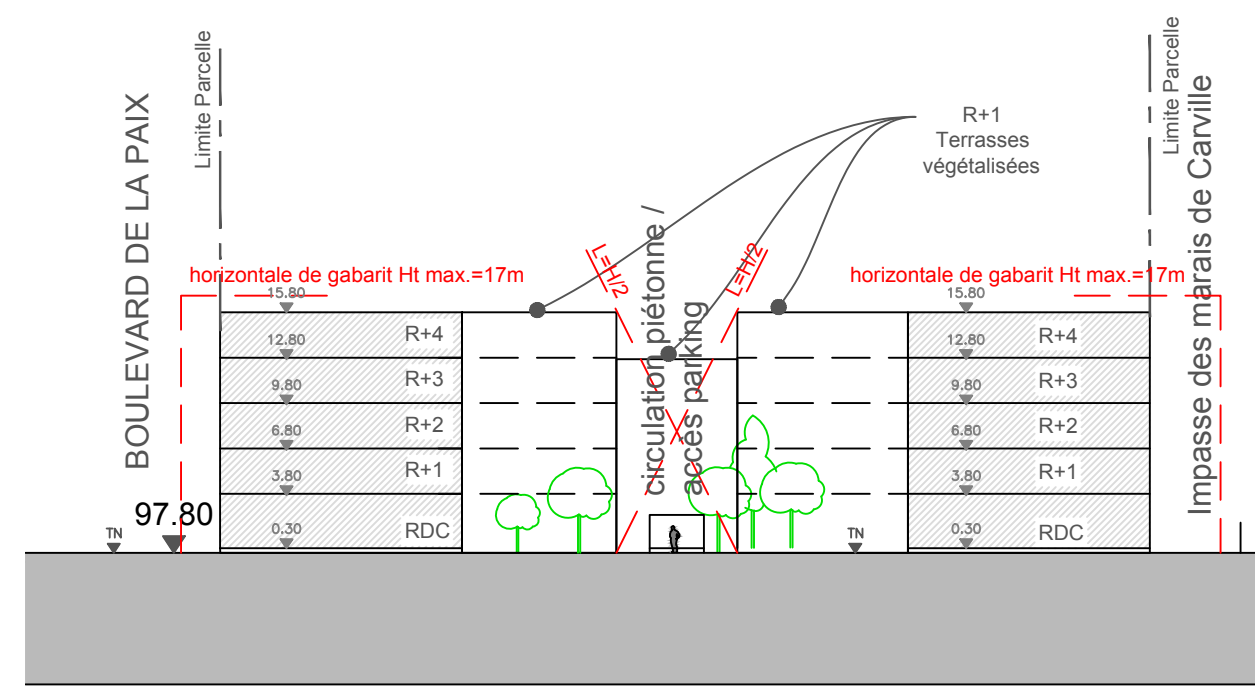 BOULEVARD DE LA PAIX
Limite Parcelle
R+1
Terrasses
végétalisées
Limite Parcelle
Impasse des marais de Carville
circulation piétonne /
accès parking
L=H/2
L=H/2
horizontale de gabarit Ht max.=17m
horizontale de gabarit Ht max.=17m
15.80
15.80
12.80
R+4
12.80
R+4
9.80
R+3
9.80
R+3
6.80
R+2
6.80
R+2
3.80
R+1
3.80
R+1
97.80
TN
0.30
RDC
TN
0.30
RDC